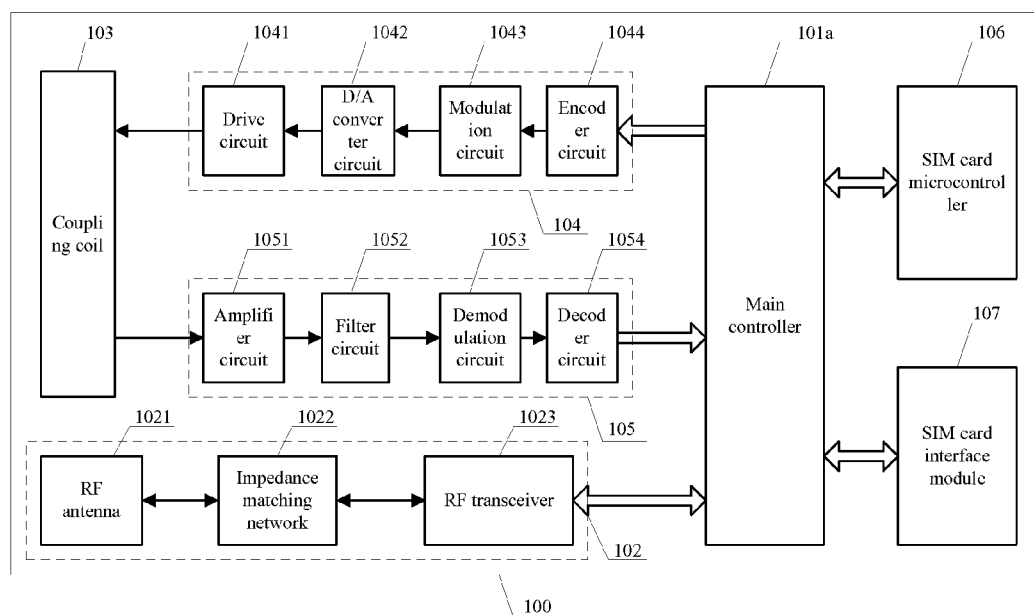 103
1041
1042
1043
1044
101a
106
Coupli
ng coil
Drive
circuit
D/A
conver
ter
circuit
Modula
tion
circuit
Encod
er
circuit
Main
controller
SIM card
microcontrol
ler
104
1051
1052
1053
1054
Amplifi
er
circuit
Filter
circuit
Demod
ulation
circuit
Decod
er
circuit
107
SIM card
interface
module
105
1021
1022
1023
RF
antenna
Impedance
matching
network
RF transceiver
102
100